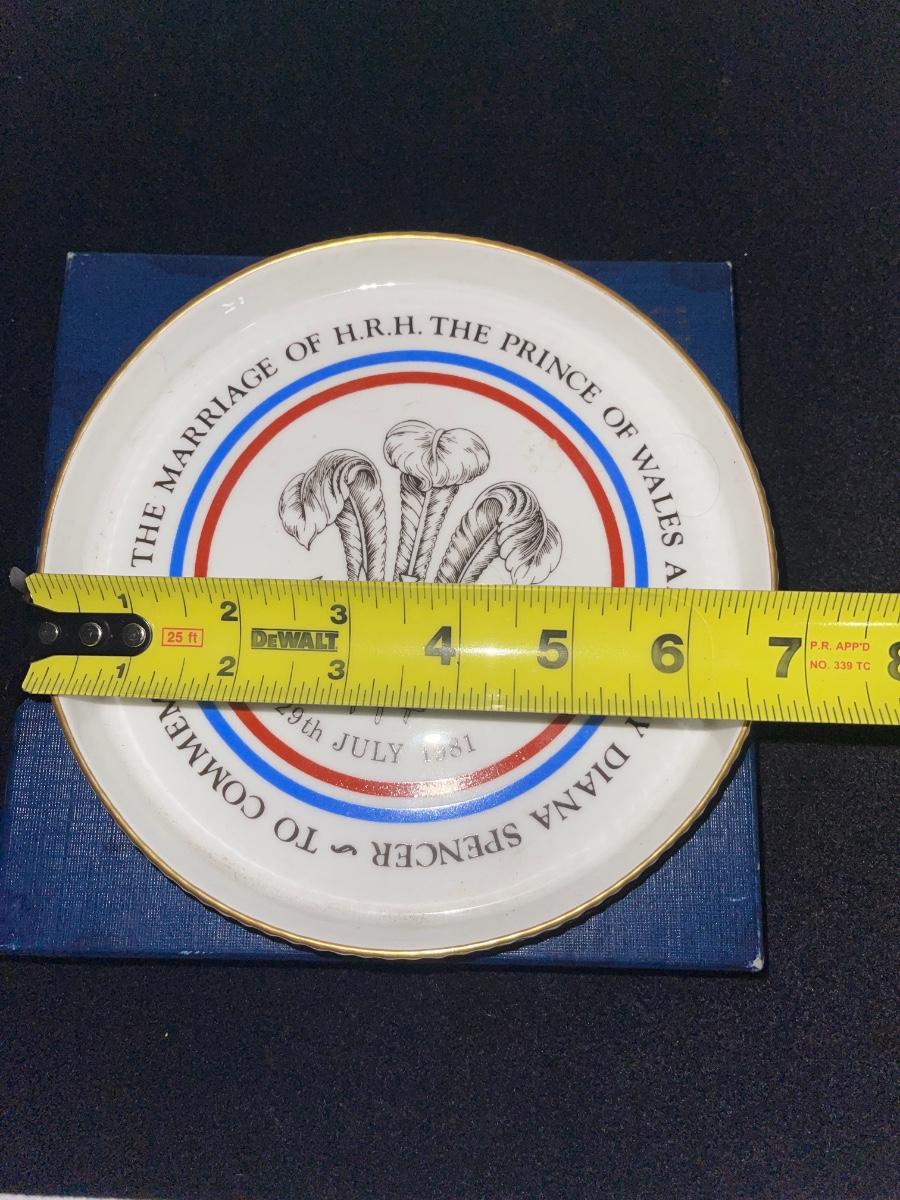 THE MARRIAGE OF H.R.H. THE PRINCE OF WALES
DIANA SPENCER ~ TO
29th JULY 1981
1 2 3 4 5 6 7 8
25 ft
DEWALT
P.R. APP'D
NO. 339 TC
1 2 3